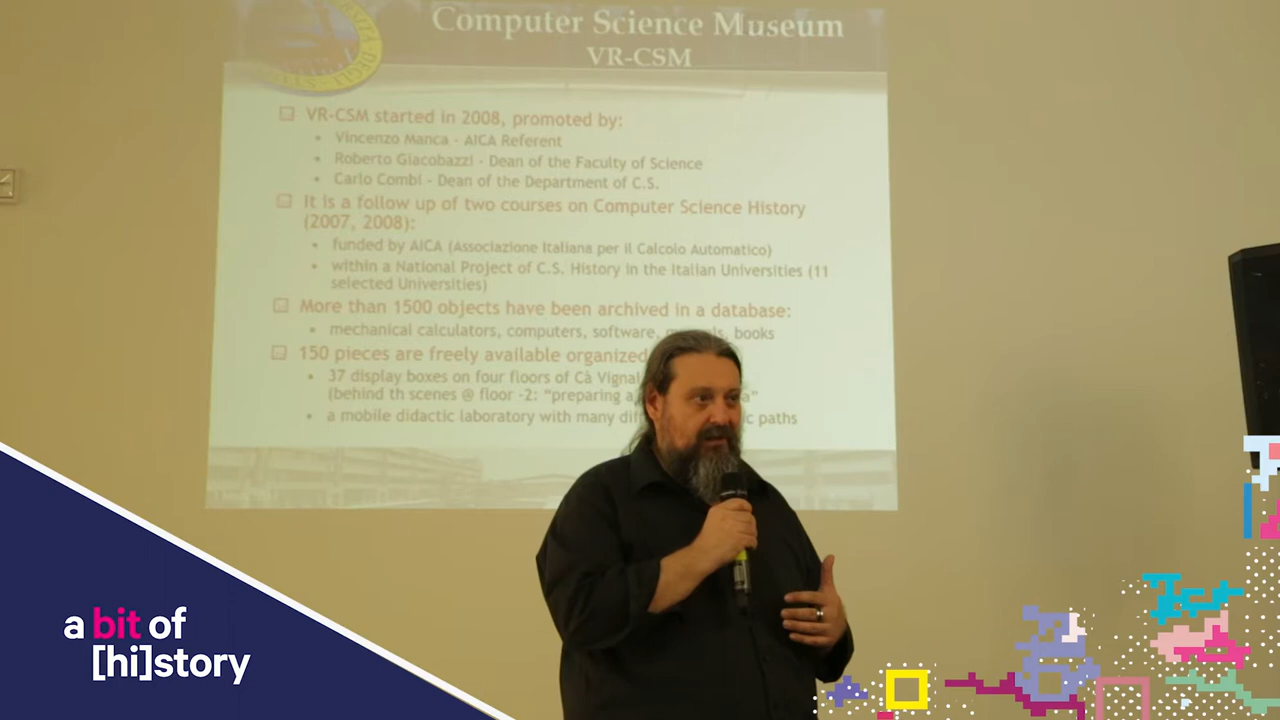 Computer Science Museum
VR-CSM
VR-CSM started in 2008, promoted by:
Vincenzo Manca - AICA Referent
Roberto Giacobazzi - Dean of the Faculty of Science
Carlo Combi - Dean of the Department of C.S.
It is a follow up of two courses on Computer Science History
(2007, 2008):
funded by AICA (Associazione Italiana per il Calcolo Automatico)
within a National Project of C.S. History in the Italian Universities (11
selected Universities)
More than 1500 objects have been archived in a database:
mechanical calculators, computers, software, books
150 pieces are freely available organized
37 display boxes on four floors of Cà
(behind th scenes @ floor -2: "preparing
a mobile didactic laboratory with many paths
a bit of
[hi]story